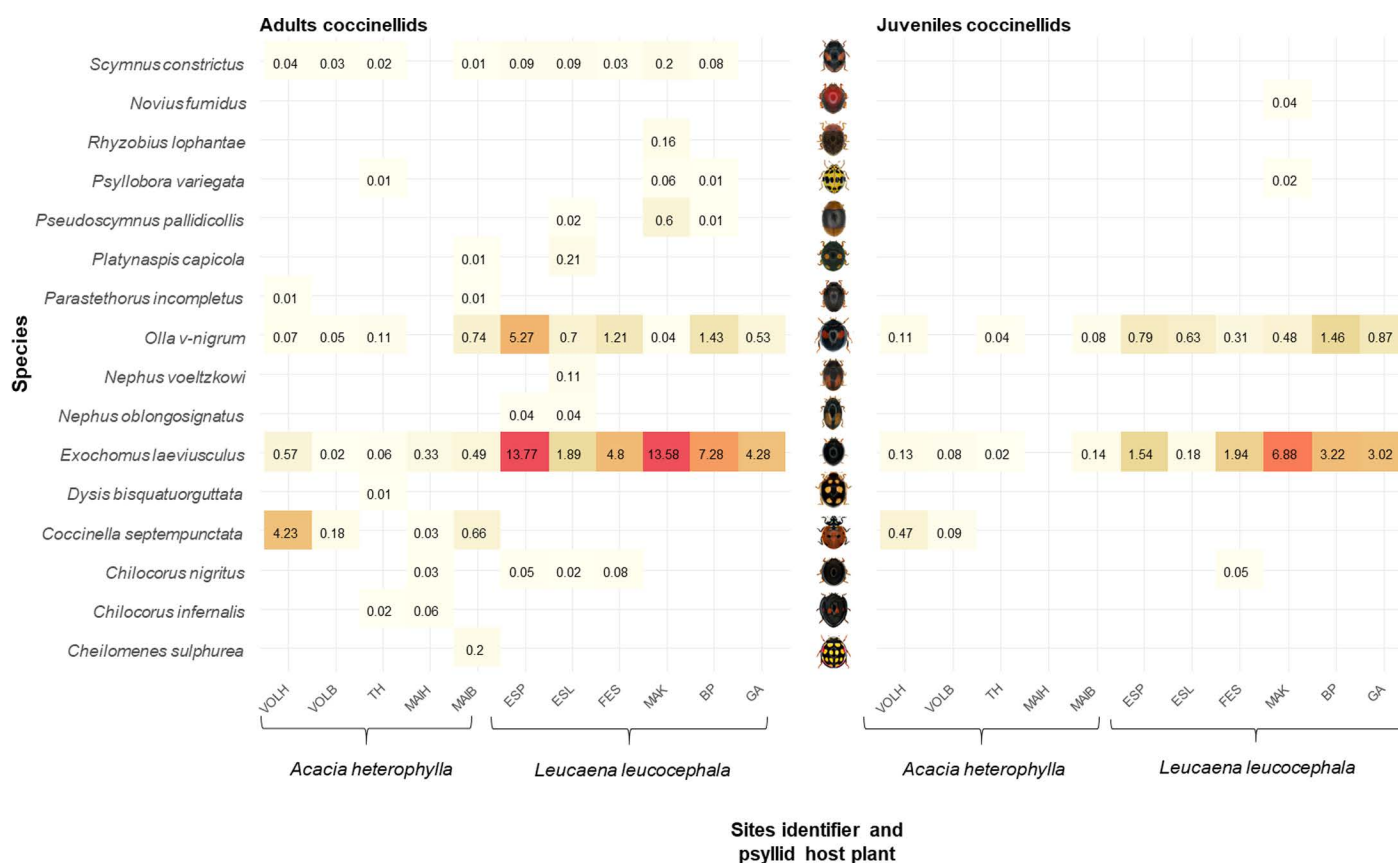 Adults coccinellids Juveniles coccinellids
Scymnus constrictus 0.04 0.03 0.02 0.01 0.09 0.09 0.03 0.2 0.08
Novius fumidus 0.04
Rhyzobius lophantae 0.16
Psyllobora variegata 0.01 0.06 0.01 0.02
Pseudoscymnus pallidicollis 0.02 0.6 0.01
Platynaspis capicola 0.01 0.21
Parastethorus incompletus 0.01 0.01
Olla v-nigrum 0.07 0.05 0.11 0.74 5.27 0.7 1.21 0.04 1.43 0.53 0.11 0.04 0.08 0.79 0.63 0.31 0.48 1.46 0.87
Nephus voeltzkowi 0.11
Nephus oblongosignatus 0.04 0.04
Exochomus laeviusculus 0.57 0.02 0.06 0.33 0.49 13.77 1.89 4.8 13.58 7.28 4.28 0.13 0.08 0.02 0.14 1.54 0.18 1.94 6.88 3.22 3.02
Dysis bisquatuorguttata 0.01
Coccinella septempunctata 4.23 0.18 0.03 0.66 0.47 0.09
Chilocorus nigritus 0.03 0.05 0.02 0.08 0.05
Chilocorus infernalis 0.02 0.06
Cheilomenes sulphurea 0.2
Species
VOLH VOLB TH MAIH MAIB ESP ESL FES MAK BP GA VOLH VOLB TH MAIH MAIB ESP ESL FES MAK BP GA
Acacia heterophylla Leucaena leucocephala Acacia heterophylla Leucaena leucocephala
Sites identifier and
psyllid host plant